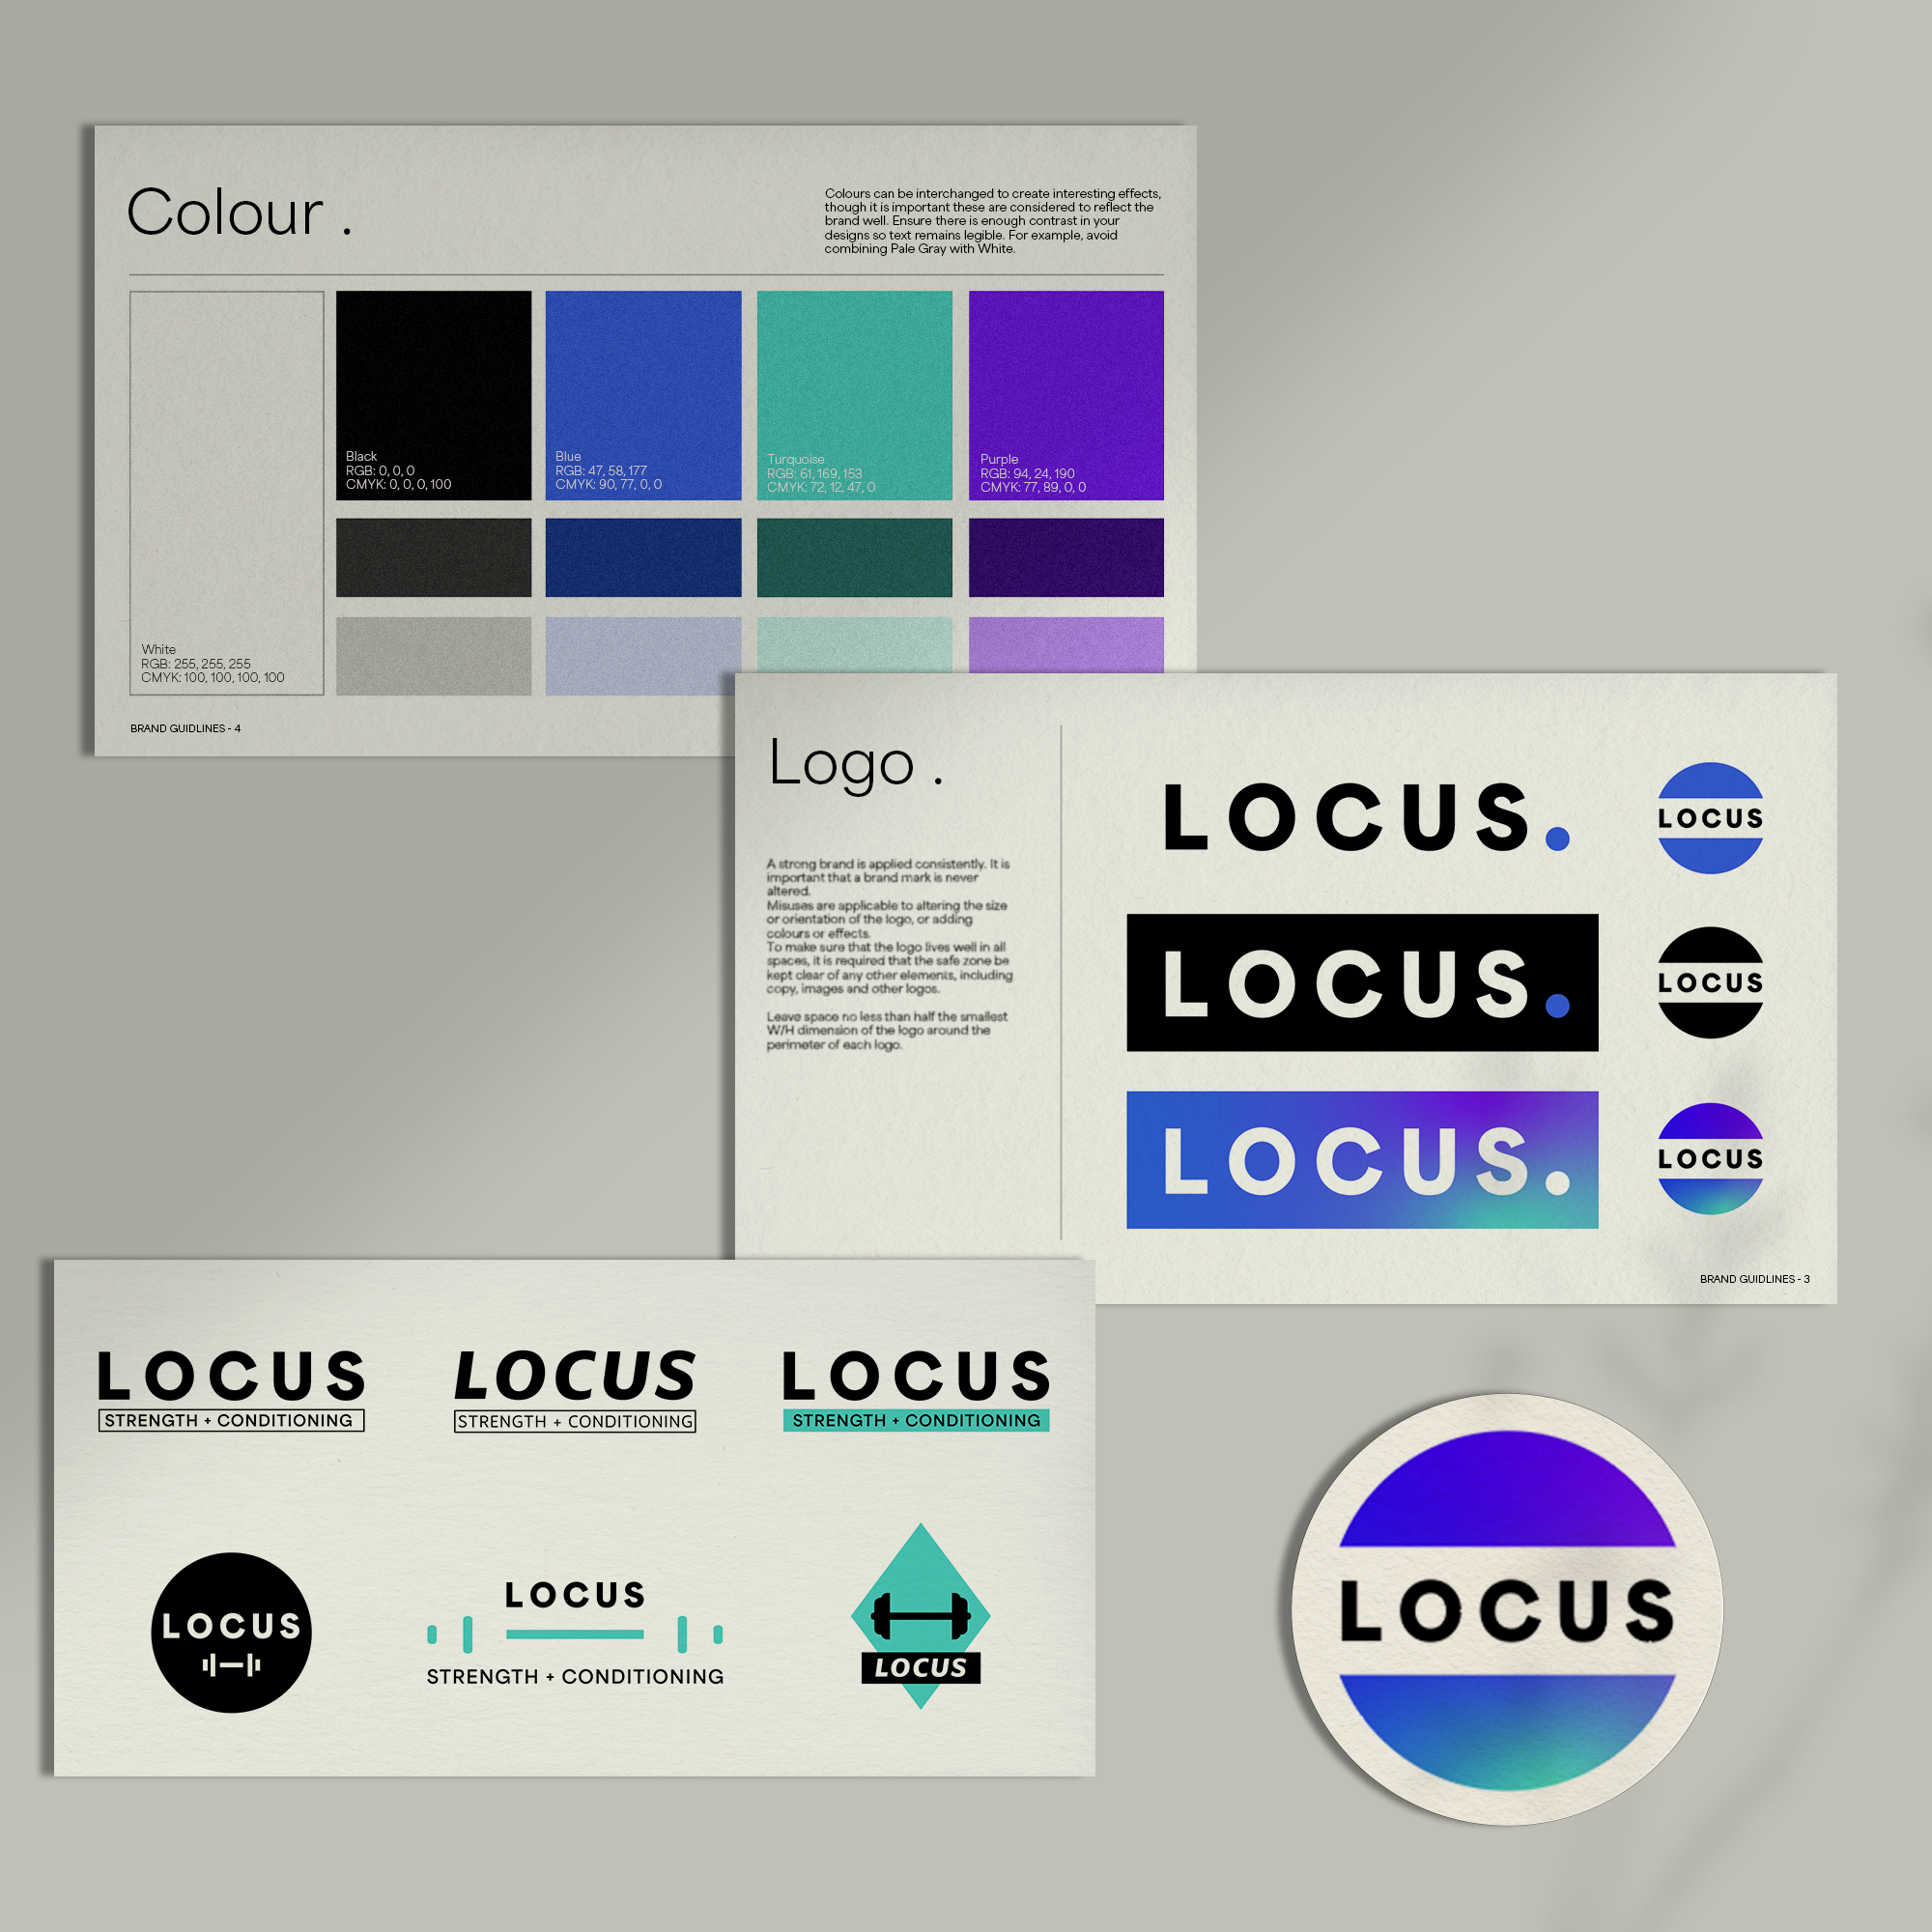 Colour .
Colours can be interchanged to create interesting effects,
though it is important these are considered to reflect the
brand well. Ensure there is enough contrast in your
designs so text remains legible. For example, avoid
combining Pale Gray with White.
Black
RGB: 0, 0, 0
CMYK: 0, 0, 0, 100
Blue
RGB: 47, 58, 177
CMYK: 90, 77, 0, 0
Turquoise
RGB: 61, 169, 153
CMYK: 72, 12, 47, 0
Purple
RGB: 94, 24, 190
CMYK: 77, 89, 0, 0
White
RGB: 255, 255, 255
CMYK: 100, 100, 100, 100
BRAND GUIDLINES - 4
Logo .
A strong brand is applied consistently. It is
important that a brand mark is never
altered.
Misuses are applicable to altering the size
or orientation of the logo, or adding
colours or effects.
To make sure that the logo lives well in all
spaces, it is required that the safe zone be
kept clear of any other elements, including
copy, images and other logos.
Leave space no less than half the smallest
W/H dimension of the logo around the
perimeter of each logo.
LOCUS.
LOCUS
LOCUS.
LOCUS
LOCUS.
LOCUS
BRAND GUIDLINES - 3
LOCUS
STRENGTH + CONDITIONING
LOCUS
STRENGTH + CONDITIONING
LOCUS
STRENGTH + CONDITIONING
LOCUS
LOCUS
STRENGTH + CONDITIONING
LOCUS
LOCUS